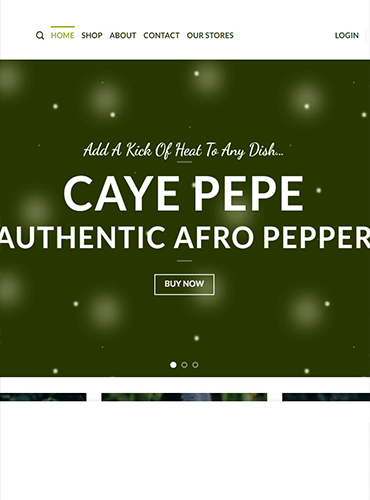 HOME SHOP ABOUT CONTACT OUR STORES LOGIN
Add A Kick Of Heat To Any Dish...
CAYE PEPE
AUTHENTIC AFRO PEPPER
BUY NOW